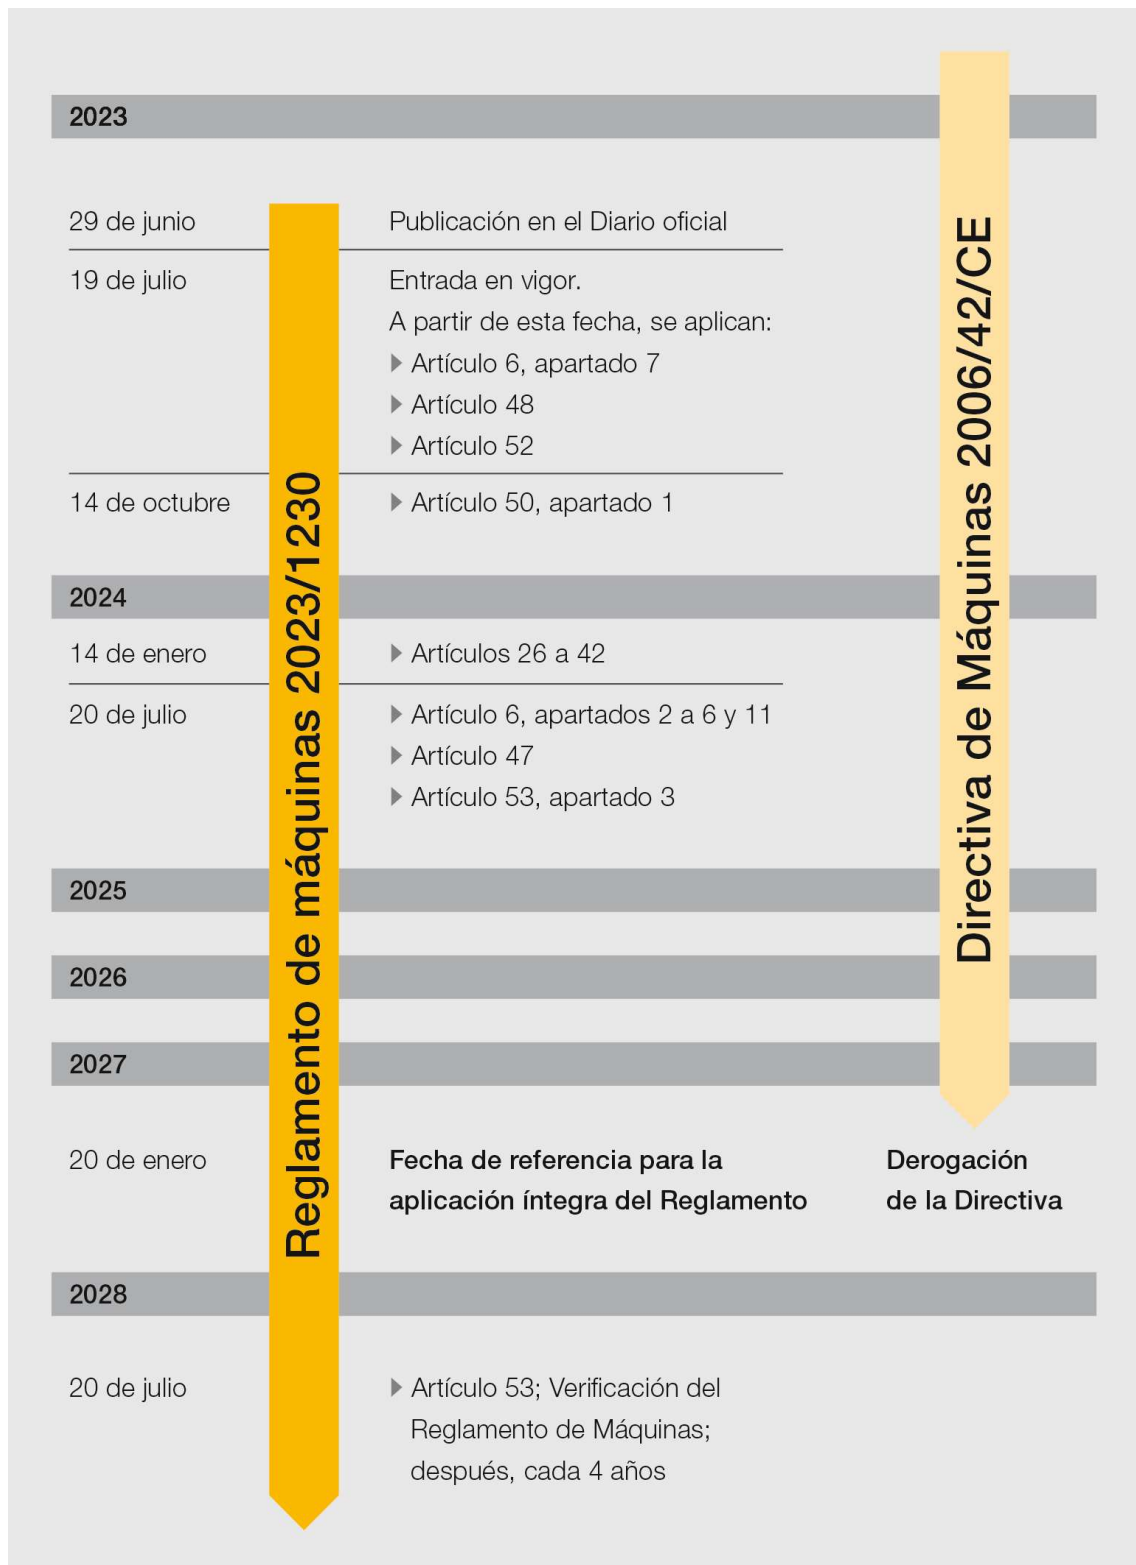 2023
29 de junio
Publicación en el Diario oficial
19 de julio
Entrada en vigor.
A partir de esta fecha, se aplican:
Artículo 6, apartado 7
Artículo 48
Artículo 52
14 de octubre
Artículo 50, apartado 1
2024
14 de enero
Artículos 26 a 42
20 de julio
Artículo 6, apartados 2 a 6 y 11
Artículo 47
Artículo 53, apartado 3
2025
2026
2027
20 de enero
Fecha de referencia para la
aplicación íntegra del Reglamento
Derogación
de la Directiva
2028
20 de julio
Artículo 53; Verificación del
Reglamento de Máquinas;
después, cada 4 años
Reglamento de máquinas 2023/1230
Directiva de Máquinas 2006/42/CE